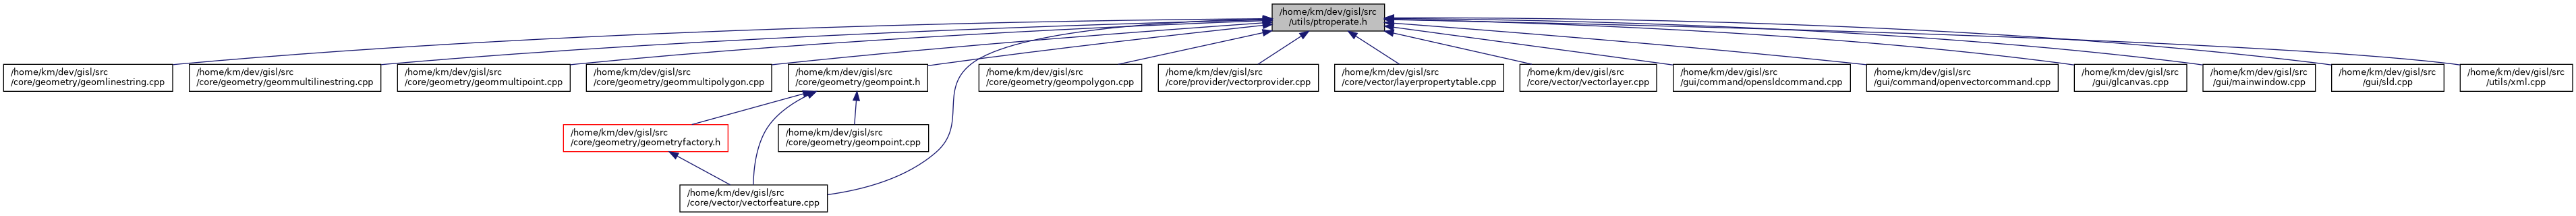 /home/km/dev/gisl/src
/utils/ptroperate.h
/home/km/dev/gisl/src
/core/geometry/geomlinestring.cpp
/home/km/dev/gisl/src
/core/geometry/geommultilinestring.cpp
/home/km/dev/gisl/src
/core/geometry/geommultipoint.cpp
/home/km/dev/gisl/src
/core/geometry/geommultipolygon.cpp
/home/km/dev/gisl/src
/core/geometry/geompoint.h
/home/km/dev/gisl/src
/core/geometry/geompolygon.cpp
/home/km/dev/gisl/src
/core/provider/vectorprovider.cpp
/home/km/dev/gisl/src
/core/vector/layerpropertytable.cpp
/home/km/dev/gisl/src
/core/vector/vectorlayer.cpp
/home/km/dev/gisl/src
/gui/command/opensldcommand.cpp
/home/km/dev/gisl/src
/gui/command/openvectorcommand.cpp
/home/km/dev/gisl/src
/gui/glcanvas.cpp
/home/km/dev/gisl/src
/gui/mainwindow.cpp
/home/km/dev/gisl/src
/gui/sld.cpp
/home/km/dev/gisl/src
/utils/xml.cpp
/home/km/dev/gisl/src
/core/geometry/geometryfactory.h
/home/km/dev/gisl/src
/core/geometry/geompoint.cpp
/home/km/dev/gisl/src
/core/vector/vectorfeature.cpp